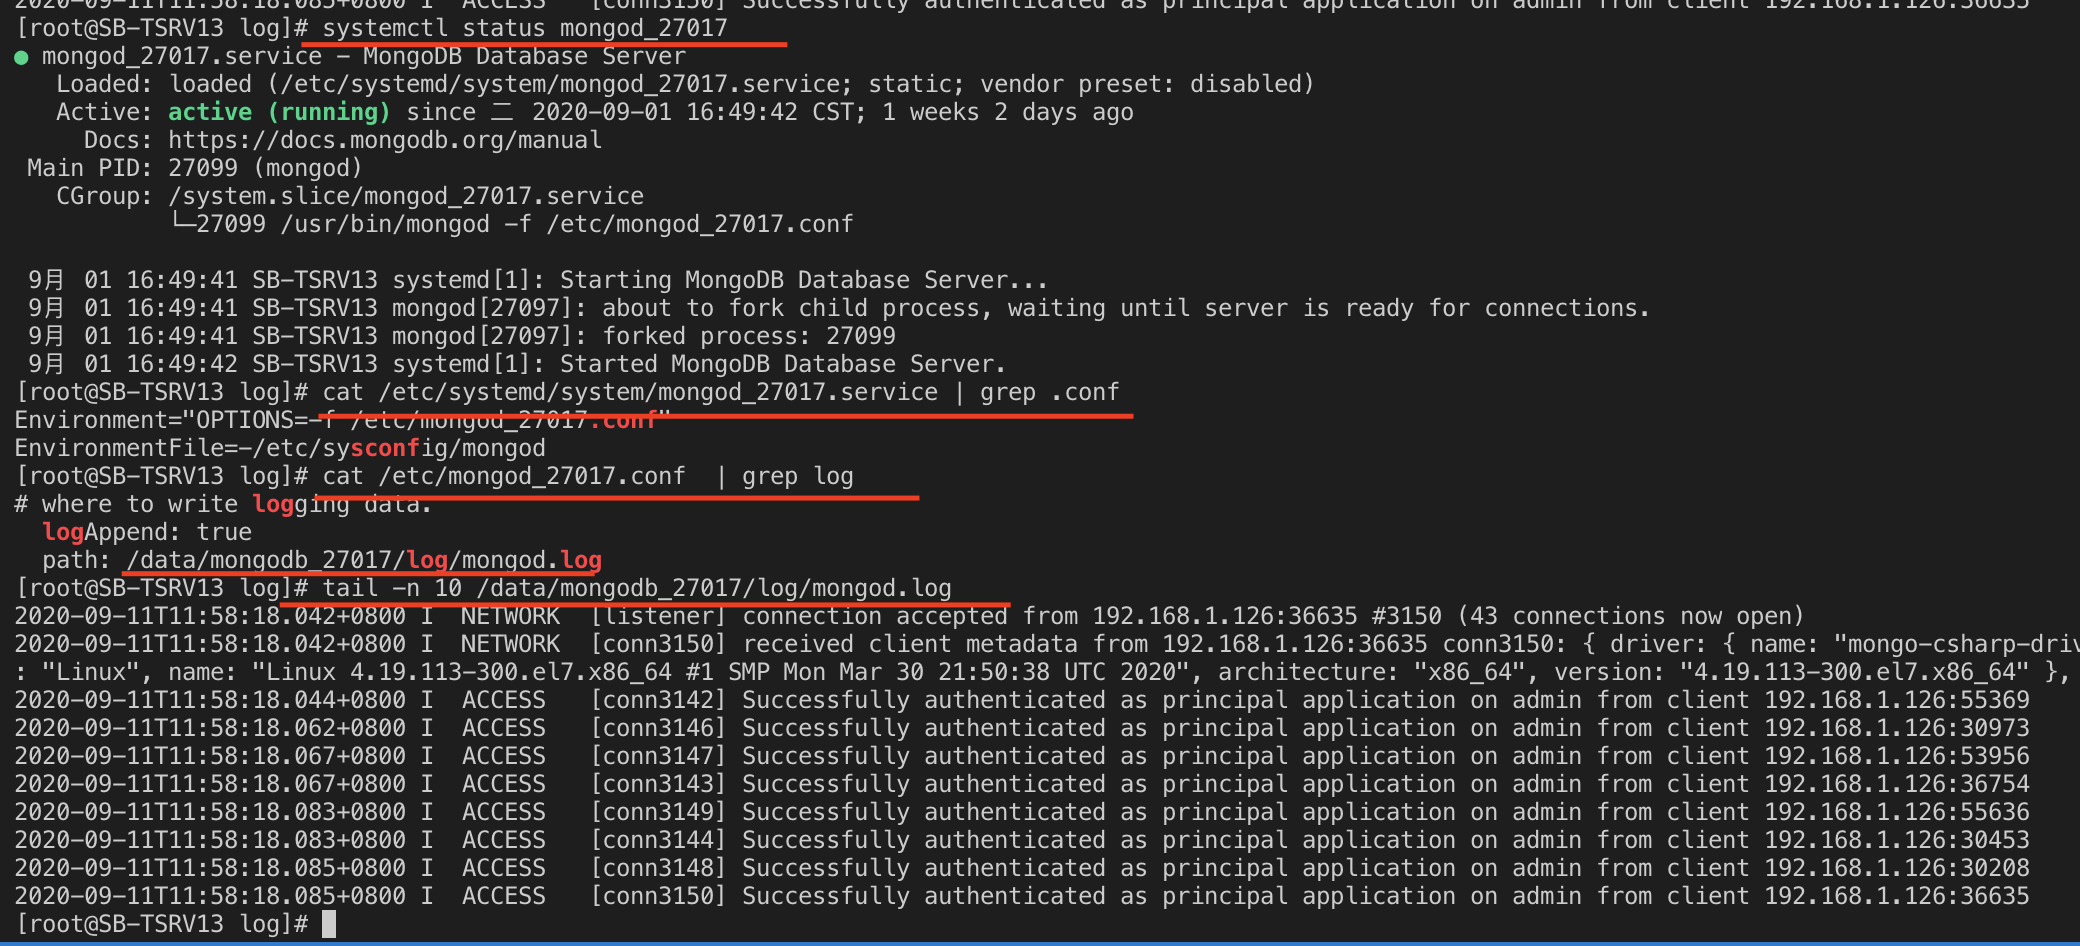 2020-09-11T11:58:18.085+0800 I  ACCESS   [conn3150] Successfully authenticated as principal application on admin from client 192.168.1.126:36635
[root@SB-TSRV13 log]# systemctl status mongod_27017
● mongod_27017.service - MongoDB Database Server
   Loaded: loaded (/etc/systemd/system/mongod_27017.service; static; vendor preset: disabled)
   Active: active (running) since 二 2020-09-01 16:49:42 CST; 1 weeks 2 days ago
     Docs: https://docs.mongodb.org/manual
 Main PID: 27099 (mongod)
   CGroup: /system.slice/mongod_27017.service
           └─27099 /usr/bin/mongod -f /etc/mongod_27017.conf
 9月 01 16:49:41 SB-TSRV13 systemd[1]: Starting MongoDB Database Server...
 9月 01 16:49:41 SB-TSRV13 mongod[27097]: about to fork child process, waiting until server is ready for connections.
 9月 01 16:49:41 SB-TSRV13 mongod[27097]: forked process: 27099
 9月 01 16:49:42 SB-TSRV13 systemd[1]: Started MongoDB Database Server.
[root@SB-TSRV13 log]# cat /etc/systemd/system/mongod_27017.service | grep .conf
Environment="OPTIONS=-f /etc/mongod_27017.conf"
EnvironmentFile=-/etc/sysconfig/mongod
[root@SB-TSRV13 log]# cat /etc/mongod_27017.conf  | grep log
# where to write logging data.
  logAppend: true
  path: /data/mongodb_27017/log/mongod.log
[root@SB-TSRV13 log]# tail -n 10 /data/mongodb_27017/log/mongod.log
2020-09-11T11:58:18.042+0800 I  NETWORK  [listener] connection accepted from 192.168.1.126:36635 #3150 (43 connections now open)
2020-09-11T11:58:18.042+0800 I  NETWORK  [conn3150] received client metadata from 192.168.1.126:36635 conn3150: { driver: { name: "mongo-csharp-driv
: "Linux", name: "Linux 4.19.113-300.el7.x86_64 #1 SMP Mon Mar 30 21:50:38 UTC 2020", architecture: "x86_64", version: "4.19.113-300.el7.x86_64" },
2020-09-11T11:58:18.044+0800 I  ACCESS   [conn3142] Successfully authenticated as principal application on admin from client 192.168.1.126:55369
2020-09-11T11:58:18.062+0800 I  ACCESS   [conn3146] Successfully authenticated as principal application on admin from client 192.168.1.126:30973
2020-09-11T11:58:18.067+0800 I  ACCESS   [conn3147] Successfully authenticated as principal application on admin from client 192.168.1.126:53956
2020-09-11T11:58:18.067+0800 I  ACCESS   [conn3143] Successfully authenticated as principal application on admin from client 192.168.1.126:36754
2020-09-11T11:58:18.083+0800 I  ACCESS   [conn3149] Successfully authenticated as principal application on admin from client 192.168.1.126:55636
2020-09-11T11:58:18.083+0800 I  ACCESS   [conn3144] Successfully authenticated as principal application on admin from client 192.168.1.126:30453
2020-09-11T11:58:18.085+0800 I  ACCESS   [conn3148] Successfully authenticated as principal application on admin from client 192.168.1.126:30208
2020-09-11T11:58:18.085+0800 I  ACCESS   [conn3150] Successfully authenticated as principal application on admin from client 192.168.1.126:36635
[root@SB-TSRV13 log]#